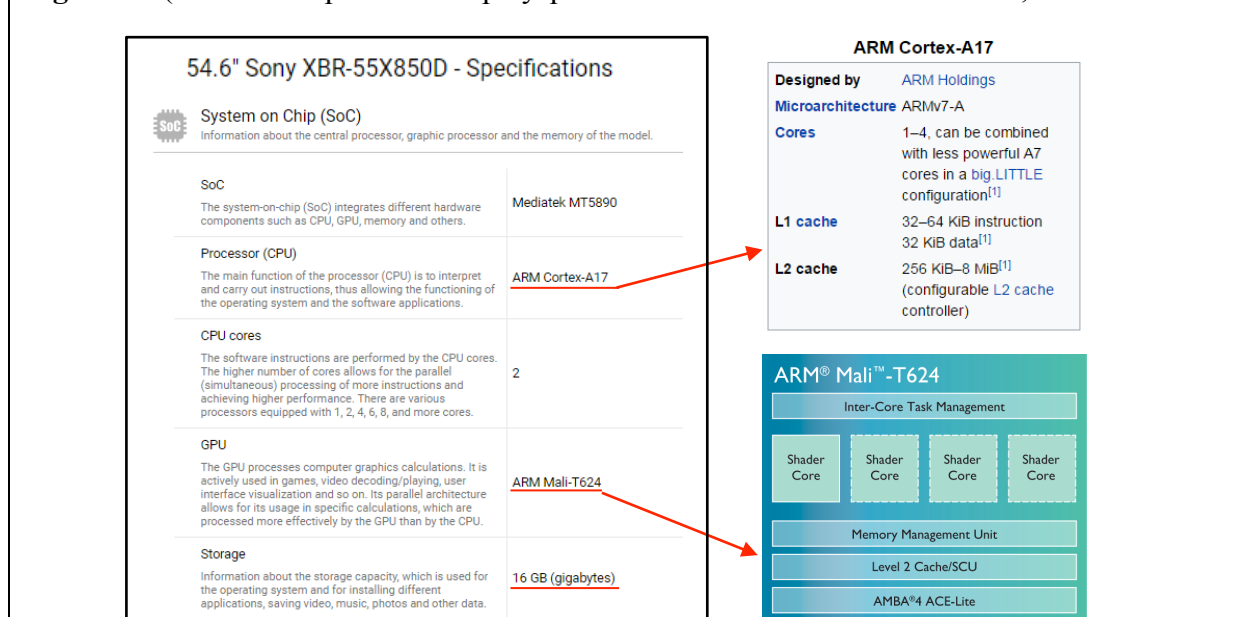 54.6" Sony XBR-55X850D - Specifications
System on Chip (SoC)
Information about the central processor, graphic processor and the memory of the model.
SoC
The system-on-chip (SoC) integrates different hardware
components such as CPU, GPU, memory and others.
Mediatek MT5890
Processor (CPU)
The main function of the processor (CPU) is to interpret
and carry out instructions, thus allowing the functioning of
the operating system and the software applications.
ARM Cortex-A17
CPU cores
The software instructions are performed by the CPU cores.
The higher number of cores allows for the parallel
(simultaneous) processing of more instructions and
achieving higher performance. There are various
processors equipped with 1, 2, 4, 6, 8, and more cores.
2
GPU
The GPU processes computer graphics calculations. It is
actively used in games, video decoding/playing, user
interface visualization and so on. Its parallel architecture
allows for its usage in specific calculations, which are
processed more effectively by the GPU than by the CPU.
ARM Mali-T624
Storage
Information about the storage capacity, which is used for
the operating system and for installing different
applications, saving video, music, photos and other data.
16 GB (gigabytes)
ARM Cortex-A17
Designed by ARM Holdings
Microarchitecture ARMv7-A
Cores 1–4, can be combined
with less powerful A7
cores in a big.LITTLE
configuration[1]
L1 cache 32–64 KiB instruction
32 KiB data[1]
L2 cache 256 KiB–8 MiB[1]
(configurable L2 cache
controller)
ARM® Mali™-T624
Inter-Core Task Management
Shader Core
Shader Core
Shader Core
Shader Core
Memory Management Unit
Level 2 Cache/SCU
AMBA®4 ACE-Lite
SoC